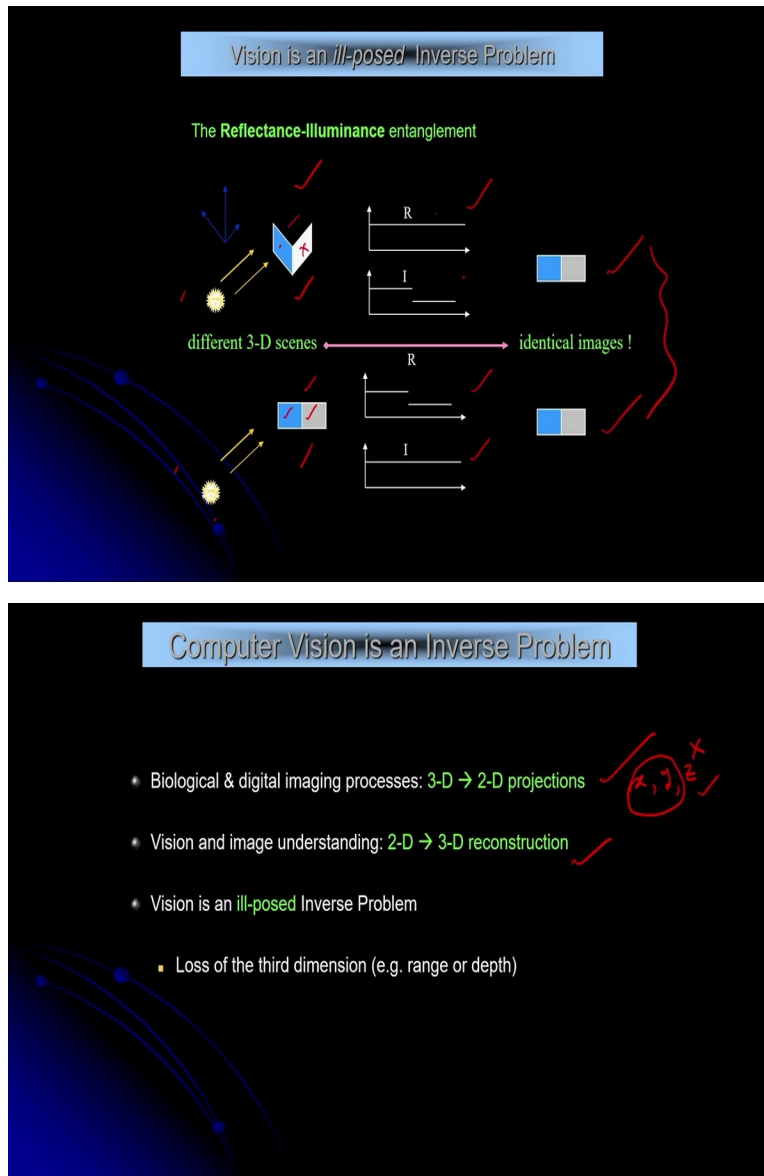 Vision is an ill-posed Inverse Problem
The Reflectance-Illuminance entanglement
R
I
different 3-D scenes
identical images !
R
I
Computer Vision is an Inverse Problem
Biological & digital imaging processes: 3-D → 2-D projections
x, y, z x
Vision and image understanding: 2-D → 3-D reconstruction
Vision is an ill-posed Inverse Problem
Loss of the third dimension (e.g. range or depth)